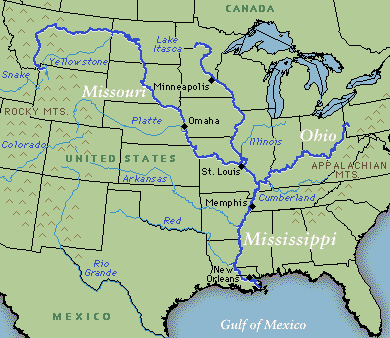 CANADA
Lake
Itasca
Yellowstone
Snake
Minneapolis
Missouri
ROCKY MTS.
Platte
Omaha
Illinois
Ohio
Colorado
UNITED STATES
St. Louis
APPALACHIAN
MTS.
Arkansas
Cumberland
Memphis
Red
Mississippi
Rio
Grande
New
Orleans
MEXICO
Gulf of Mexico